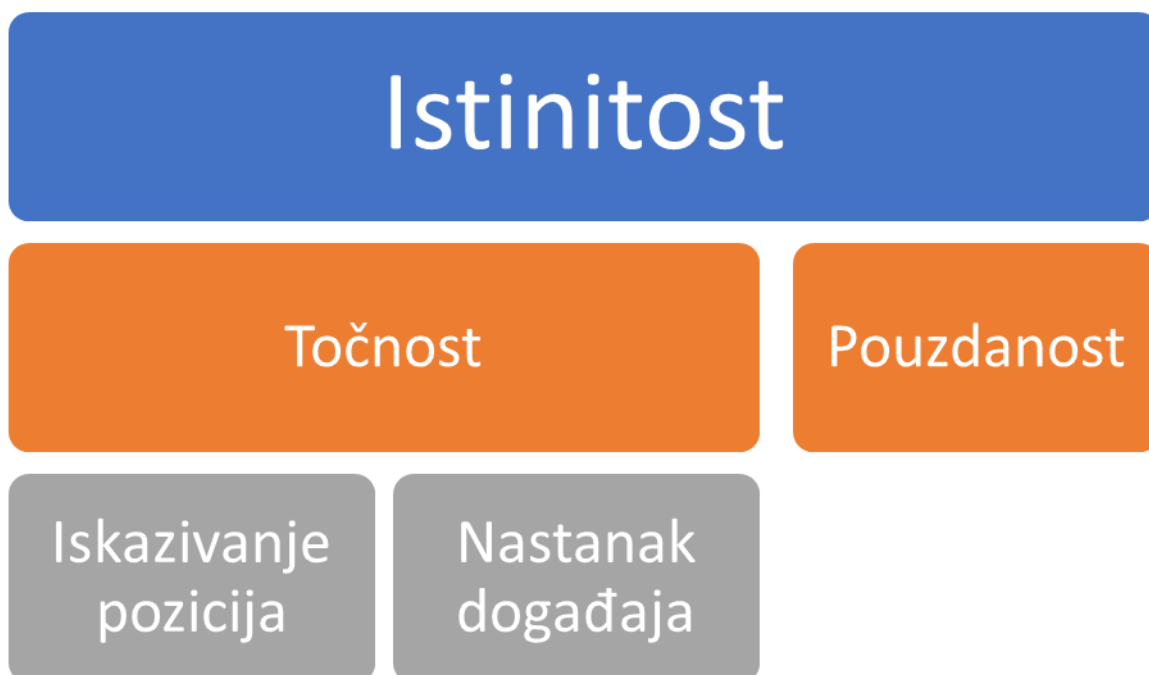 Istinitost
Točnost
Pouzdanost
Iskazivanje
pozicija
Nastanak
događaja